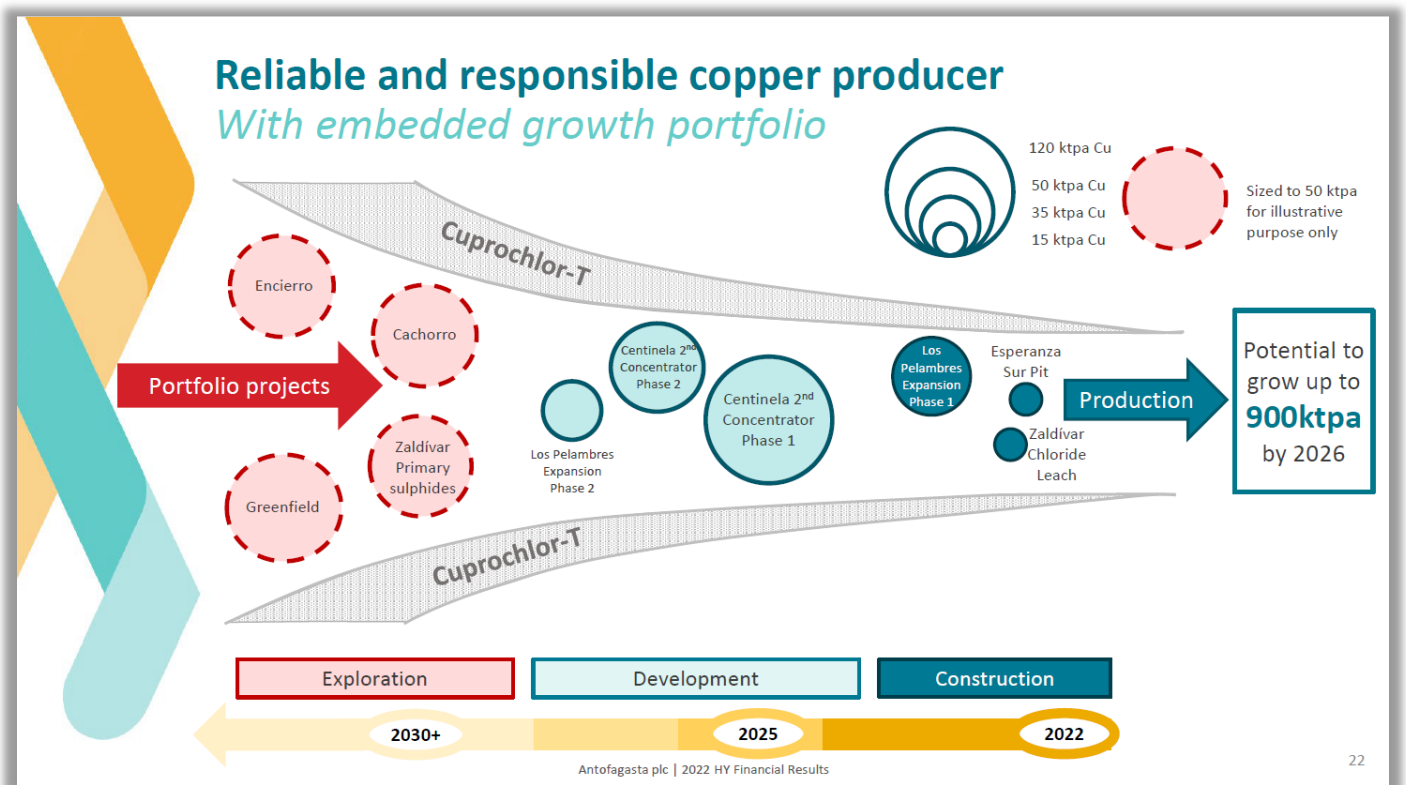 Reliable and responsible copper producer
With embedded growth portfolio
120 ktpa Cu
50 ktpa Cu
35 ktpa Cu
15 ktpa Cu
Sized to 50 ktpa
for illustrative
purpose only
Cuprochlor-T
Encierro
Cachorro
Portfolio projects
Zaldívar
Primary
sulphides
Greenfield
Los Pelambres
Expansion
Phase 2
Centinela 2nd
Concentrator
Phase 2
Centinela 2nd
Concentrator
Phase 1
Los
Pelambres
Expansion
Phase 1
Esperanza
Sur Pit
Zaldívar
Chloride
Leach
Production
Potential to
grow up to
900ktpa
by 2026
Cuprochlor-T
Exploration
Development
Construction
2030+
2025
2022
Antofagasta plc | 2022 HY Financial Results
22